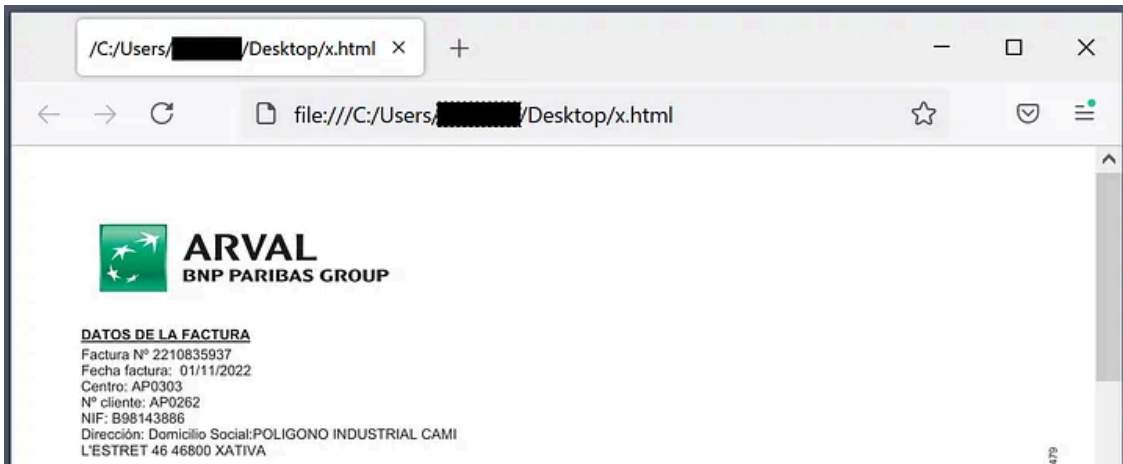 /C:/Users/ /Desktop/x.html
file:///C:/Users/ /Desktop/x.html
ARVAL
BNP PARIBAS GROUP
DATOS DE LA FACTURA
Factura Nº 2210835937
Fecha factura: 01/11/2022
Centro: AP0303
Nº cliente: AP0262
NIF: B98143886
Dirección: Domicilio Social:POLIGONO INDUSTRIAL CAMI
L'ESTRET 46 46800 XATIVA
479